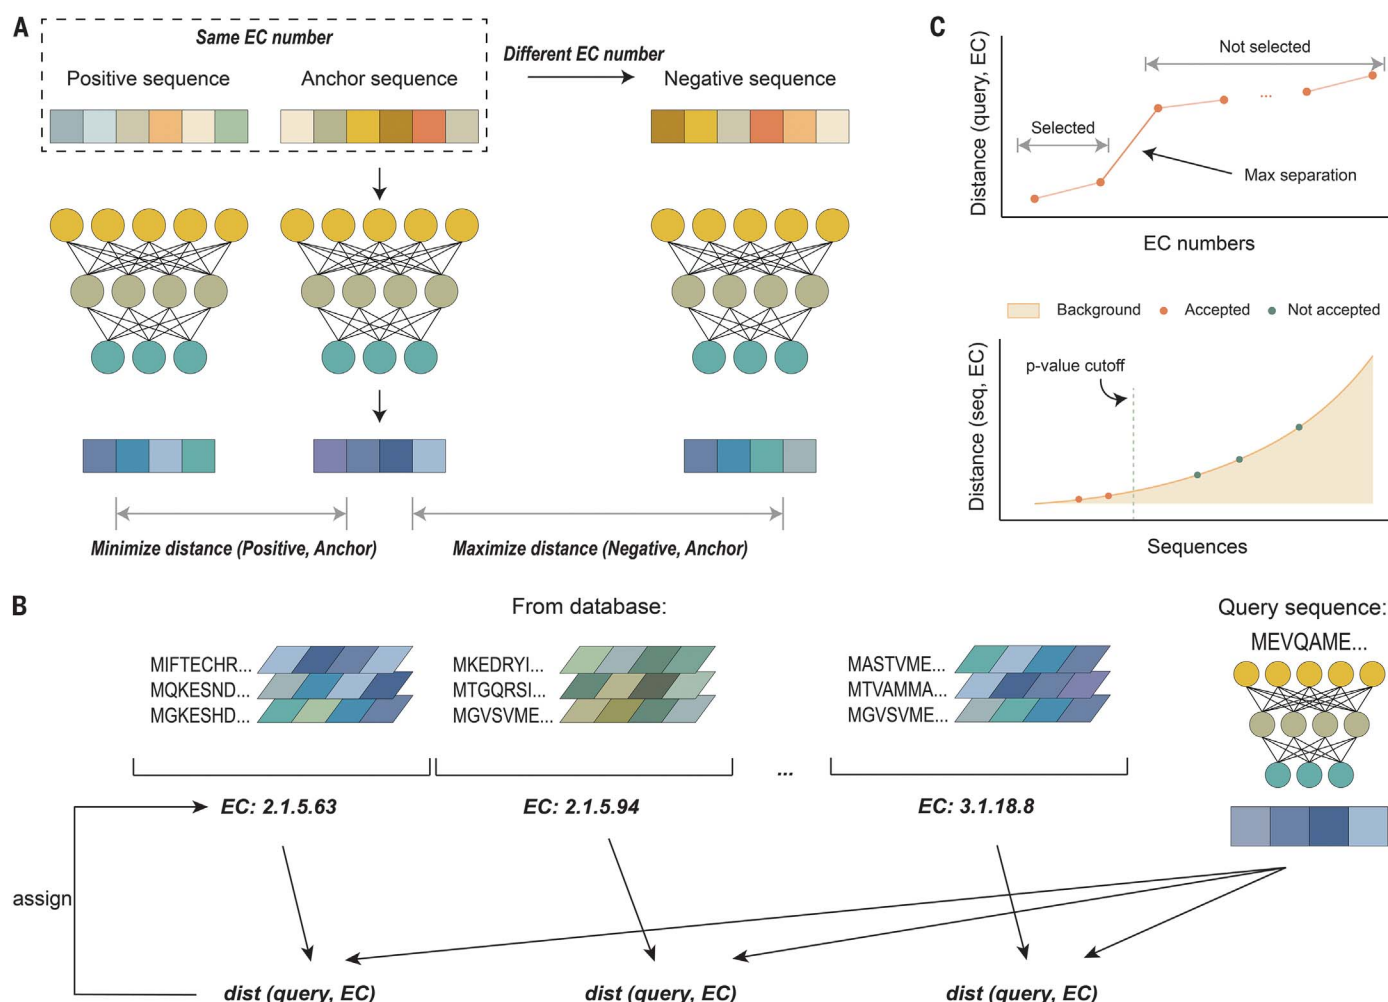 A
Same EC number
Positive sequence
Anchor sequence
Different EC number
Negative sequence
Minimize distance (Positive, Anchor)
Maximize distance (Negative, Anchor)
C
Distance (query, EC)
Not selected
Selected
...
Max separation
EC numbers
Background
Accepted
Not accepted
Distance (seq, EC)
p-value cutoff
Sequences
B
From database:
MIFTECHR...
MQKESND...
MGKESHD...
EC: 2.1.5.63
MKEDRYI...
MTGQRSI...
MGVSVME...
EC: 2.1.5.94
...
MASTVME...
MTVAMMA...
MGVSVME...
EC: 3.1.18.8
Query sequence:
MEVQAME...
assign
dist (query, EC)
dist (query, EC)
dist (query, EC)